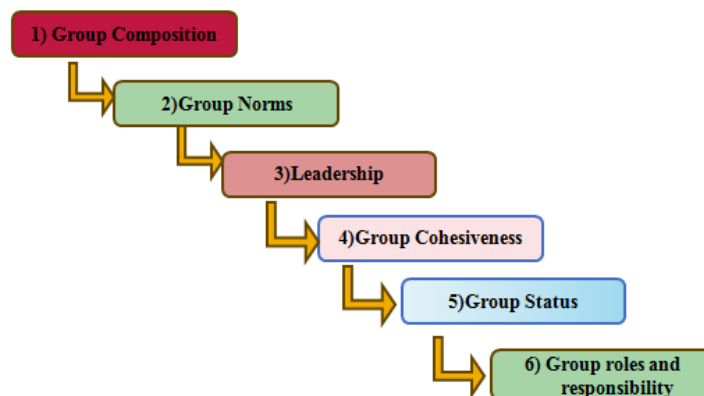 1) Group Composition
2)Group Norms
3)Leadership
4)Group Cohesiveness
5)Group Status
6) Group roles and
responsibility